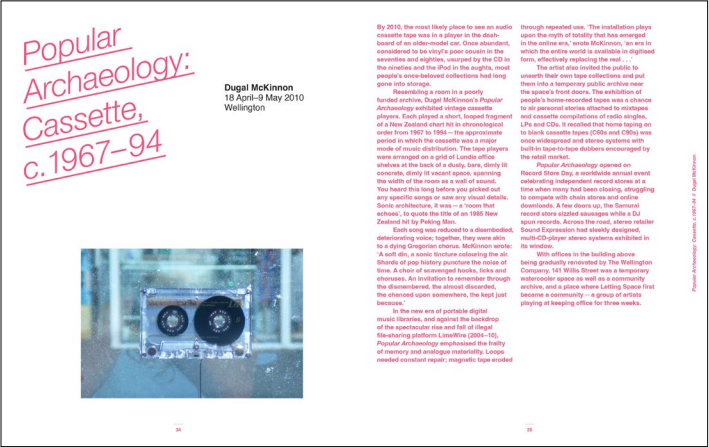 Popular
Archaeology:
Cassette,
c.1967–94
Dugal McKinnon
18 April–9 May 2010
Wellington
34
By 2010, the most likely place to see an audio
cassette tape was in a player in the dash-
board of an older-model car. Once abundant,
considered to be vinyl's poor cousin in the
seventies and eighties, usurped by the CD in
the nineties and the iPod in the aughts, most
people's once-beloved collections had long
gone into storage.
Resembling a room in a poorly
funded archive, Dugal McKinnon's Popular
Archaeology exhibited vintage cassette
players. Each played a short, looped fragment
of a New Zealand chart hit in chronological
order from 1967 to 1994 — the approximate
period in which the cassette was a major
mode of music distribution. The tape players
were arranged on a grid of Lundia office
shelves at the back of a dusty, bare, dimly lit
concrete, dimly lit vacant space, spanning
the width of the room as a wall of sound.
You heard this long before you picked out
any specific songs or saw any visual details.
Sonic architecture, it was — a 'room that
echoes', to quote the title of an 1985 New
Zealand hit by Peking Man.
Each song was reduced to a disembodied,
deteriorating voice; together, they were akin
to a dying Gregorian chorus. McKinnon wrote:
'A soft din, a sonic tincture colouring the air.
Shards of pop history puncture the noise of
time. A choir of scavenged hooks, licks and
choruses. An invitation to remember through
the dismembered, the almost discarded,
the chanced upon somewhere, the kept just
because.'
In the new era of portable digital
music libraries, and against the backdrop
of the spectacular rise and fall of illegal
file-sharing platform LimeWire (2004–10),
Popular Archaeology emphasised the frailty
of memory and analogue materiality. Loops
needed constant repair; magnetic tape eroded
through repeated use. 'The installation plays
upon the myth of totality that has emerged
in the online era,' wrote McKinnon, 'an era in
which the entire world is available in digitised
form, effectively replacing the real . . .'
The artist also invited the public to
unearth their own tape collections and put
them into a temporary public archive near
the space's front doors. The exhibition of
people's home-recorded tapes was a chance
to air personal stories attached to mixtapes
and cassette compilations of radio singles,
LPs and CDs. It recalled that home taping on
to blank cassette tapes (C60s and C90s) was
once widespread and stereo systems with
built-in tape-to-tape dubbers encouraged by
the retail market.
Popular Archaeology opened on
Record Store Day, a worldwide annual event
celebrating independent record stores at a
time when many had been closing, struggling
to compete with chain stores and online
downloads. A few doors up, the Samurai
record store sizzled sausages while a DJ
spun records. Across the road, stereo retailer
Sound Expression had sleekly designed,
multi-CD-player stereo systems exhibited in
its window.
With offices in the building above
being gradually renovated by The Wellington
Company, 141 Willis Street was a temporary
watercooler space as well as a community
archive, and a place where Letting Space first
became a community — a group of artists
playing at keeping office for three weeks.
Popular Archaeology: Cassette, c.1967–94 // Dugal McKinnon